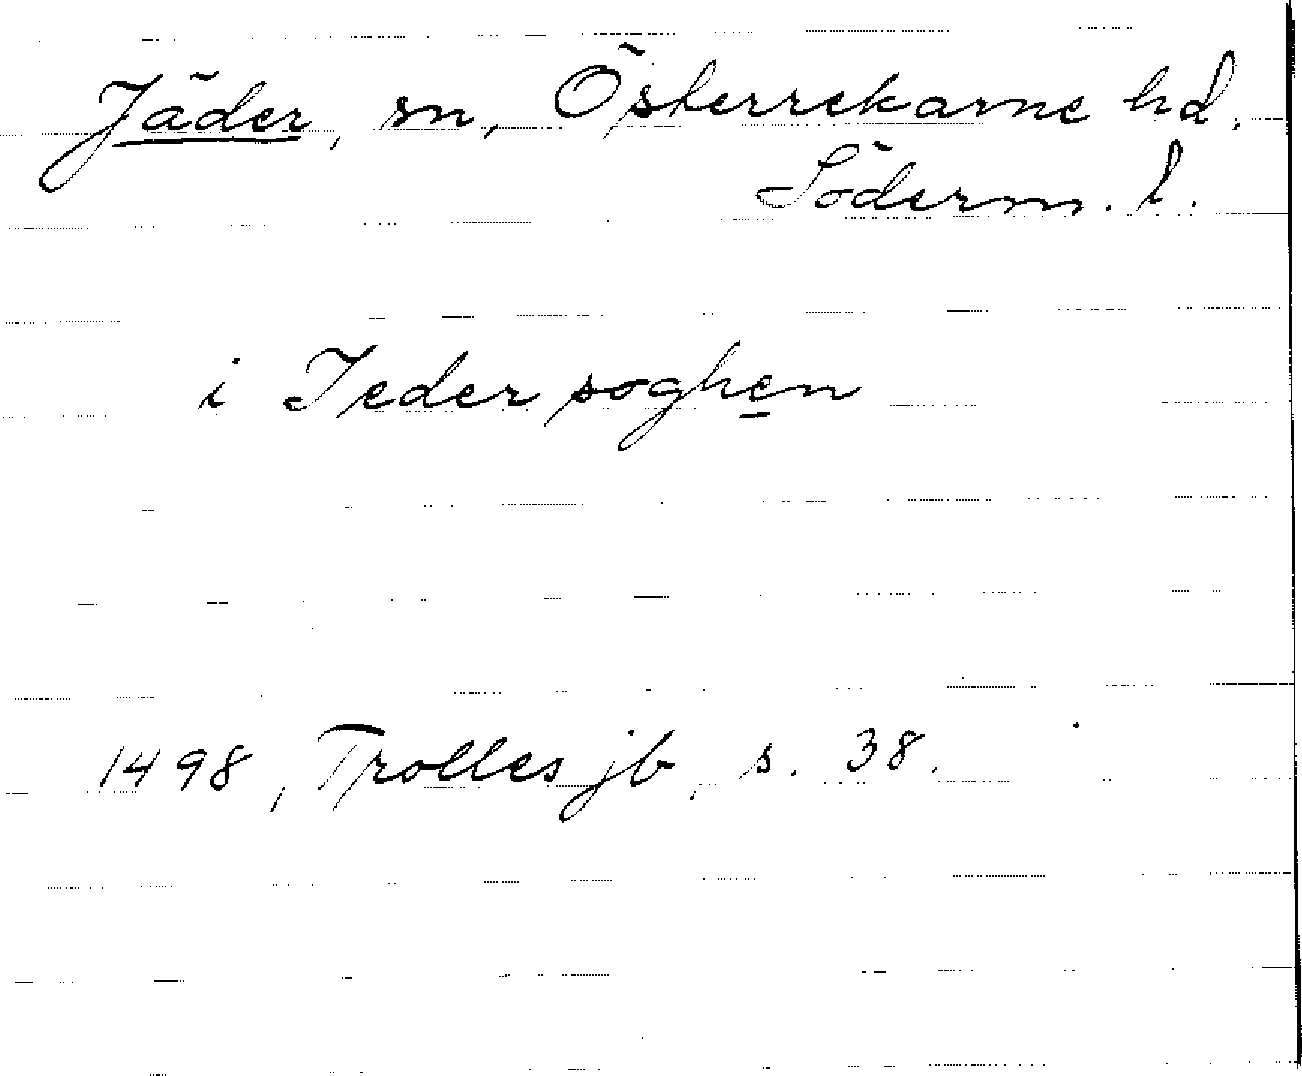 Jäder, sn, Österrekarne hd.
Söderm. l.
i Jeder soghen
1498, Trolles jb, s. 38.